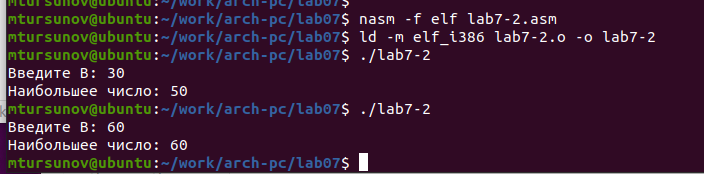 mtursunov@ubuntu:~/work/arch-pc/lab07$ nasm -f elf lab7-2.asm
mtursunov@ubuntu:~/work/arch-pc/lab07$ ld -m elf_i386 lab7-2.o -o lab7-2
mtursunov@ubuntu:~/work/arch-pc/lab07$ ./lab7-2
Введите В: 30
Наибольшее число: 50
mtursunov@ubuntu:~/work/arch-pc/lab07$ ./lab7-2
Введите В: 60
Наибольшее число: 60
mtursunov@ubuntu:~/work/arch-pc/lab07$